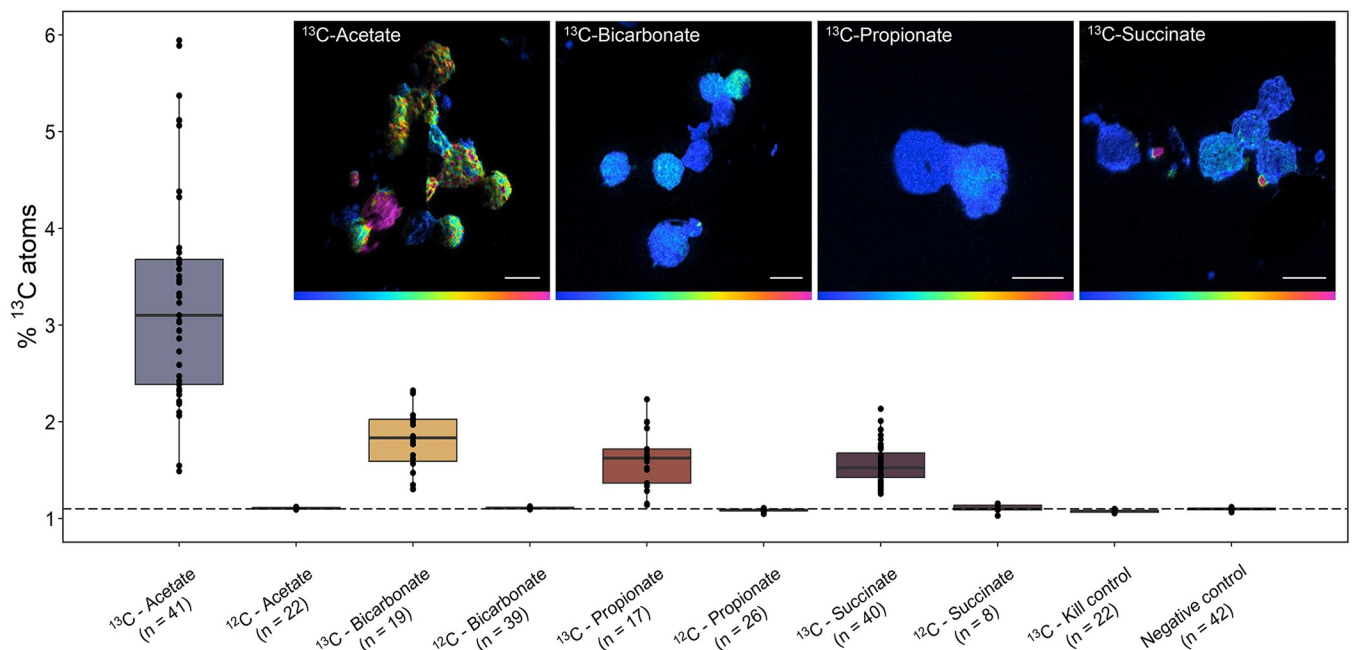 ¹³C-Acetate
¹³C-Bicarbonate
¹³C-Propionate
¹³C-Succinate
% ¹³C atoms
6
5
4
3
2
1
¹³C - Acetate
(n = 41)
¹²C - Acetate
(n = 22)
¹³C - Bicarbonate
(n = 19)
¹²C - Bicarbonate
(n = 39)
¹³C - Propionate
(n = 17)
¹²C - Propionate
(n = 26)
¹³C - Succinate
(n = 40)
¹²C - Succinate
(n = 8)
¹³C - Kill control
(n = 22)
Negative control
(n = 42)